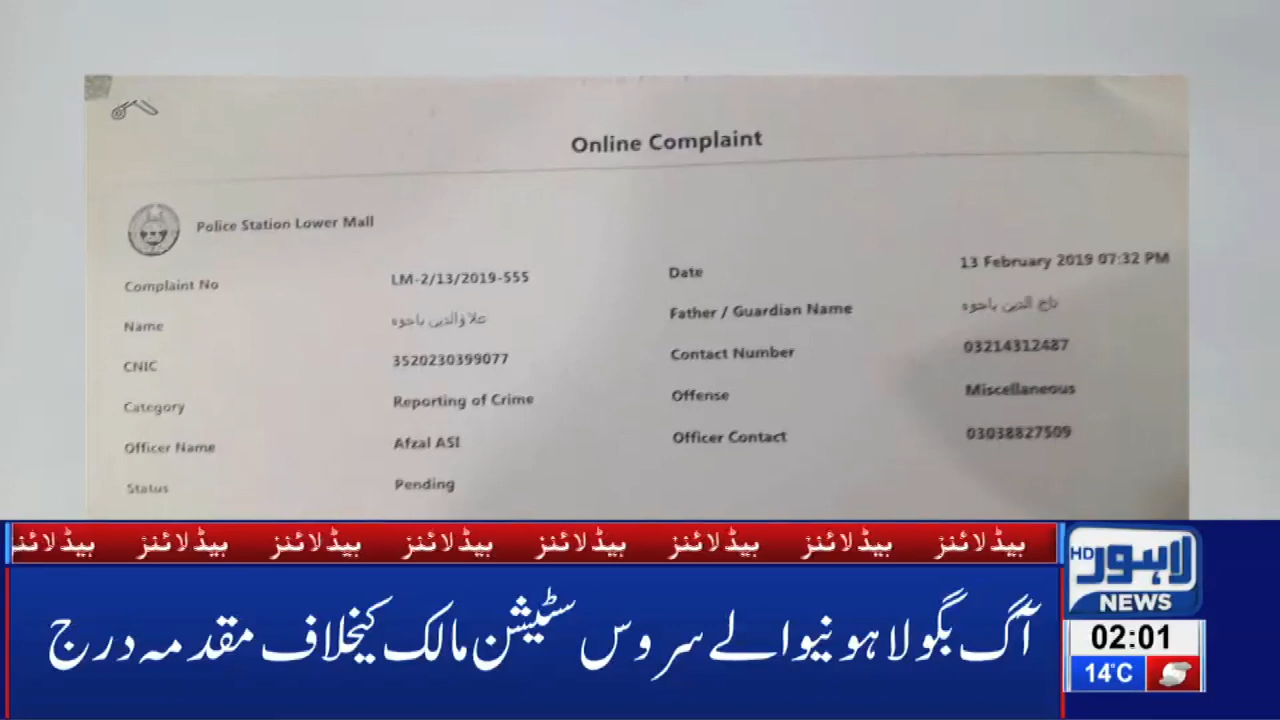 Online Complaint
Police Station Lower Mall
Complaint No LM-2/13/2019-555 Date 13 February 2019 07:32 PM
Name علاؤالدین باجوہ Father / Guardian Name تاج الدین باجوہ
CNIC 3520230399077 Contact Number 03214312487
Category Reporting of Crime Offense Miscellaneous
Officer Name Afzal ASI Officer Contact 03038827509
Status Pending
ہیڈلائنز ہیڈلائنز ہیڈلائنز ہیڈلائنز ہیڈلائنز ہیڈلائنز ہیڈلائنز ہیڈلائنز
لاہور HD
NEWS
آگ بگولا ہونیوالے سروس سٹیشن مالک کیخلاف مقدمہ درج
02:01
14°C